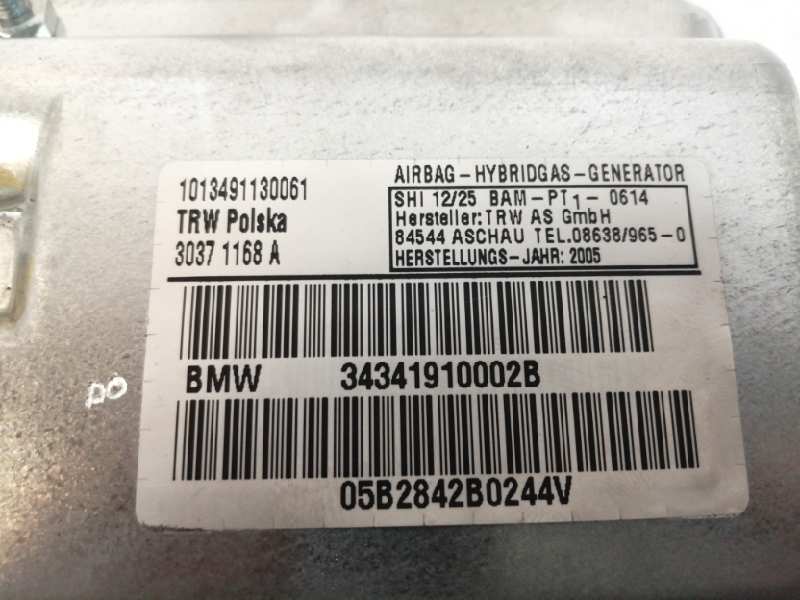 1013491130061
TRW Polska
3037 1168 A
AIRBAG-HYBRIDGAS-GENERATOR
SHI 12/25 BAM-PT1-0614
Hersteller:TRW AS GmbH
84544 ASCHAU TEL.08638/965-0
HERSTELLUNGS-JAHR: 2005
BMW 34341910002B
05B2842B0244V